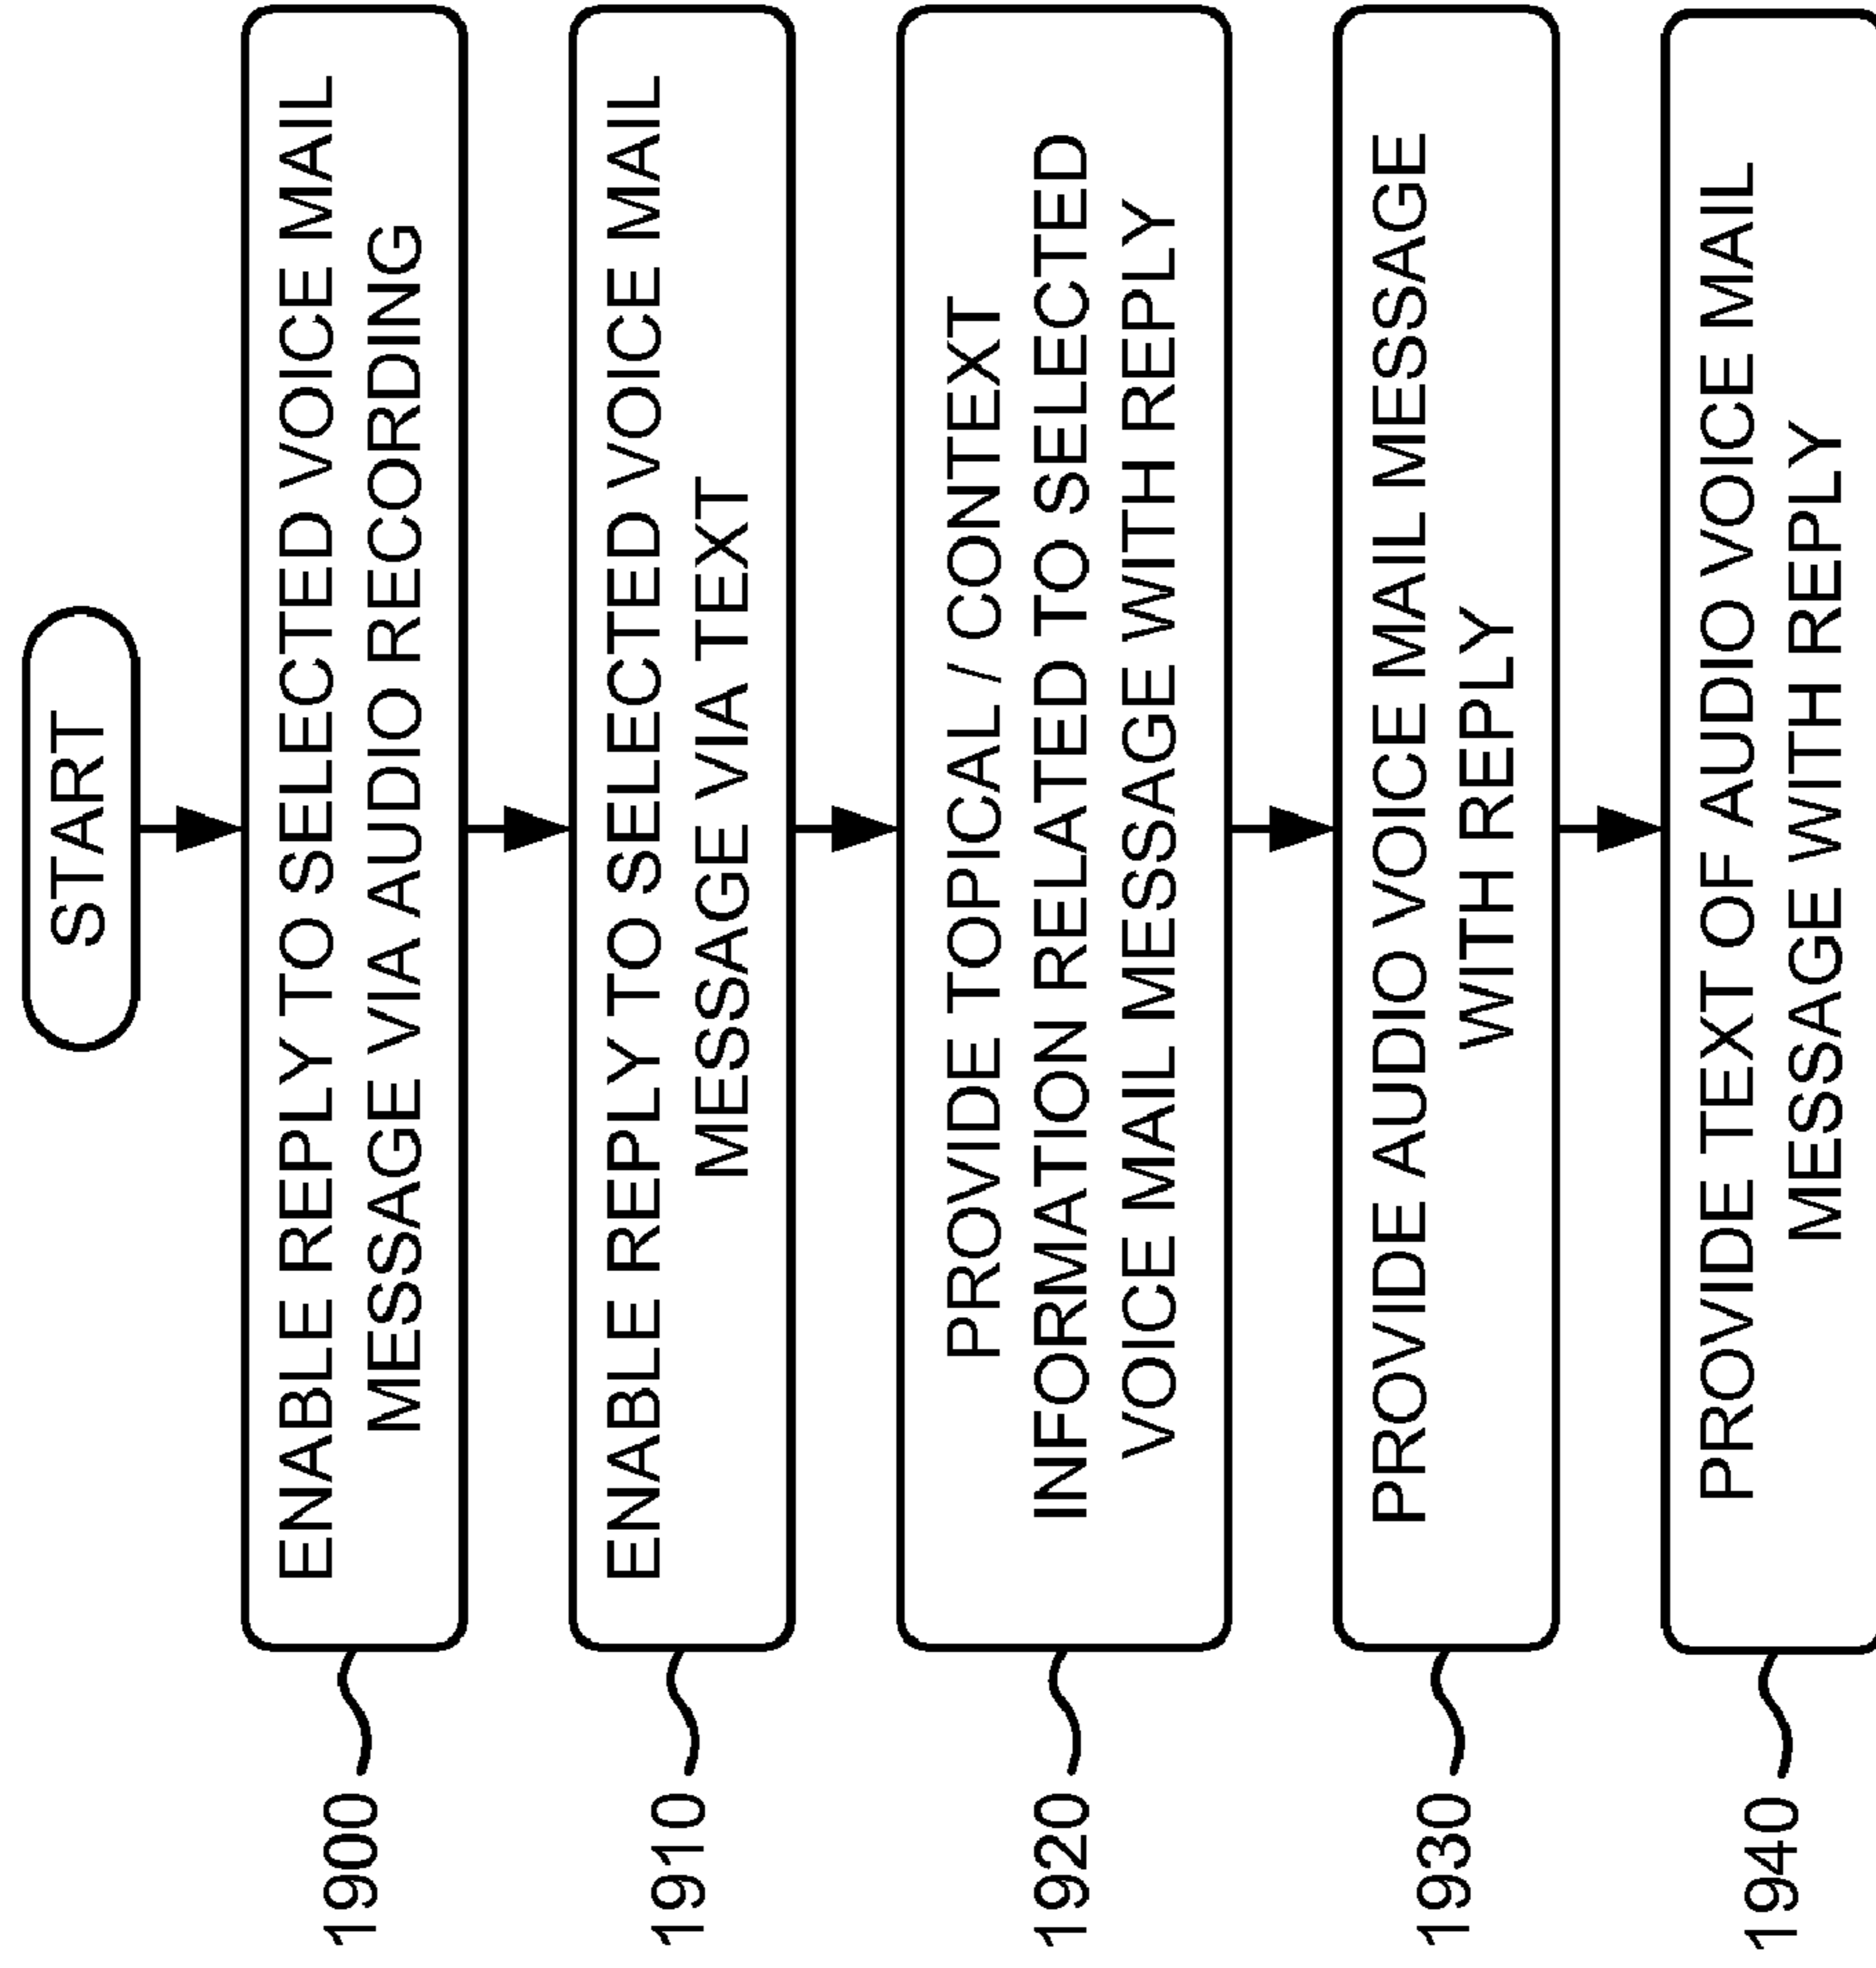 START
1900
ENABLE REPLY TO SELECTED VOICE MAIL
MESSAGE VIA AUDIO RECORDING
1910
ENABLE REPLY TO SELECTED VOICE MAIL
MESSAGE VIA TEXT
1920
PROVIDE TOPICAL / CONTEXT
INFORMATION RELATED TO SELECTED
VOICE MAIL MESSAGE WITH REPLY
1930
PROVIDE AUDIO VOICE MAIL MESSAGE
WITH REPLY
1940
PROVIDE TEXT OF AUDIO VOICE MAIL
MESSAGE WITH REPLY